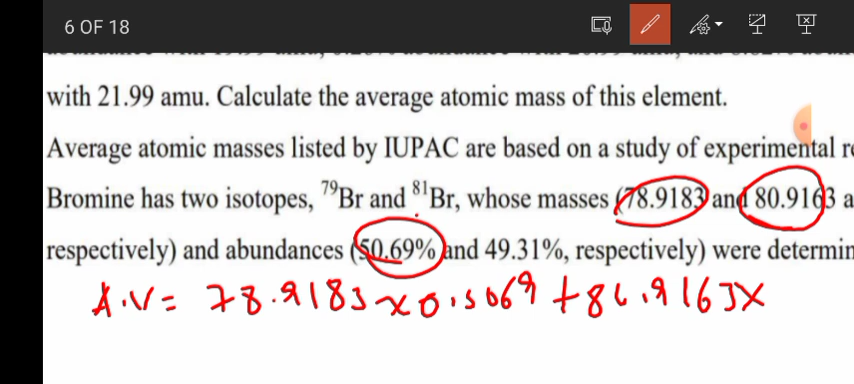 6 OF 18
with 21.99 amu. Calculate the average atomic mass of this element.
Average atomic masses listed by IUPAC are based on a study of experimental
Bromine has two isotopes, ⁷⁹Br and ⁸¹Br, whose masses (78.9183 and 80.9163
respectively) and abundances (50.69% and 49.31%, respectively) were
A.V = 78.9183 x 0.5069 + 80.9163 x